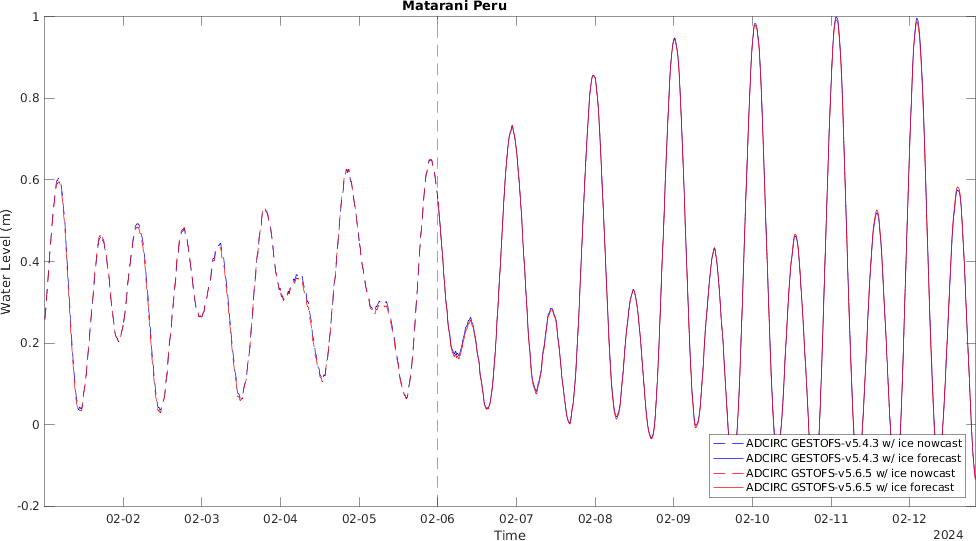 Matarani Peru
1
0.8
0.6
0.4
0.2
0
-0.2
Water Level (m)
ADCIRC GESTOFS-v5.4.3 w/ ice nowcast
ADCIRC GESTOFS-v5.4.3 w/ ice forecast
ADCIRC GSTOFS-v5.6.5 w/ ice nowcast
ADCIRC GSTOFS-v5.6.5 w/ ice forecast
02-02 02-03 02-04 02-05 02-06 02-07 02-08 02-09 02-10 02-11 02-12
Time
2024